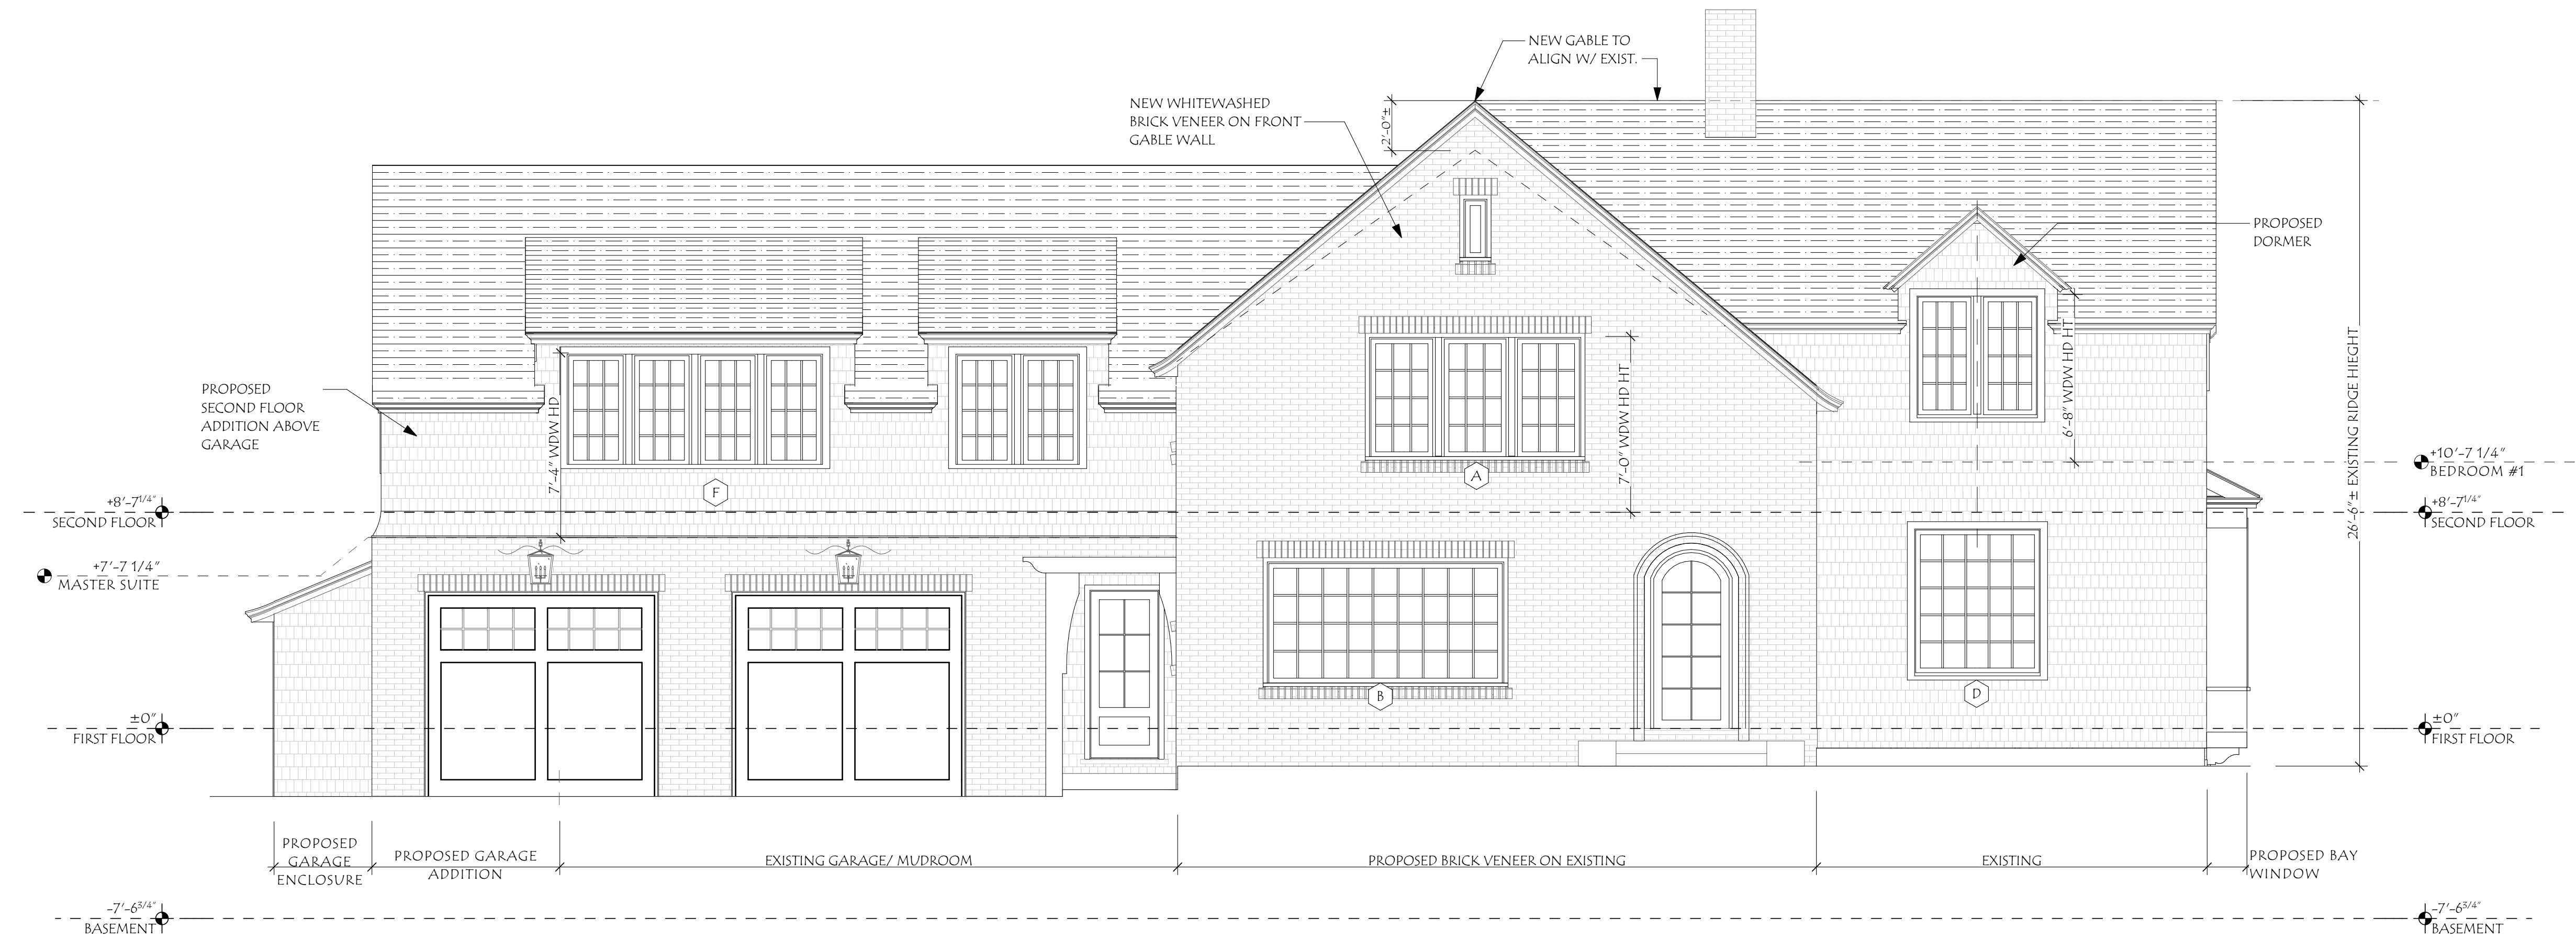 NEW GABLE TO
ALIGN W/ EXIST.
NEW WHITEWASHED
BRICK VENEER ON FRONT
GABLE WALL
2'-0"±
PROPOSED
DORMER
PROPOSED
SECOND FLOOR
ADDITION ABOVE
GARAGE
7'-4" WDW HD
7'-0" WDW HD HT
6'-8" WDW HD HT
26'-6"± EXISTING RIDGE HIEGHT
A
F
B
D
+8'-7 1/4"
SECOND FLOOR
+7'-7 1/4"
MASTER SUITE
±0"
FIRST FLOOR
+10'-7 1/4"
BEDROOM #1
+8'-7 1/4"
SECOND FLOOR
±0"
FIRST FLOOR
PROPOSED
GARAGE
ENCLOSURE
PROPOSED GARAGE
ADDITION
EXISTING GARAGE/ MUDROOM
PROPOSED BRICK VENEER ON EXISTING
EXISTING
PROPOSED BAY
WINDOW
-7'-6 3/4"
BASEMENT
-7'-6 3/4"
BASEMENT